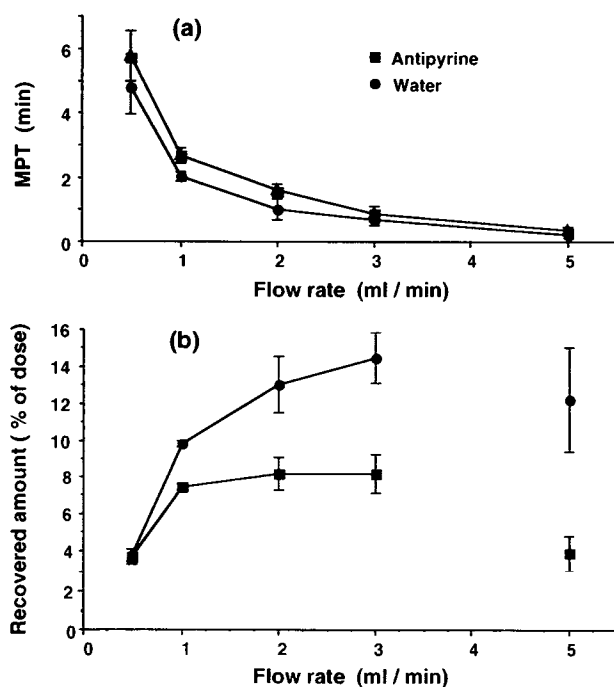 (a)
Antipyrine
Water
6
4
2
0
MPT (min)
0 1 2 3 4 5
Flow rate (ml / min)
(b)
16
14
12
10
8
6
4
2
0
Recovered amount ( % of dose)
0 1 2 3 4 5
Flow rate (ml / min)